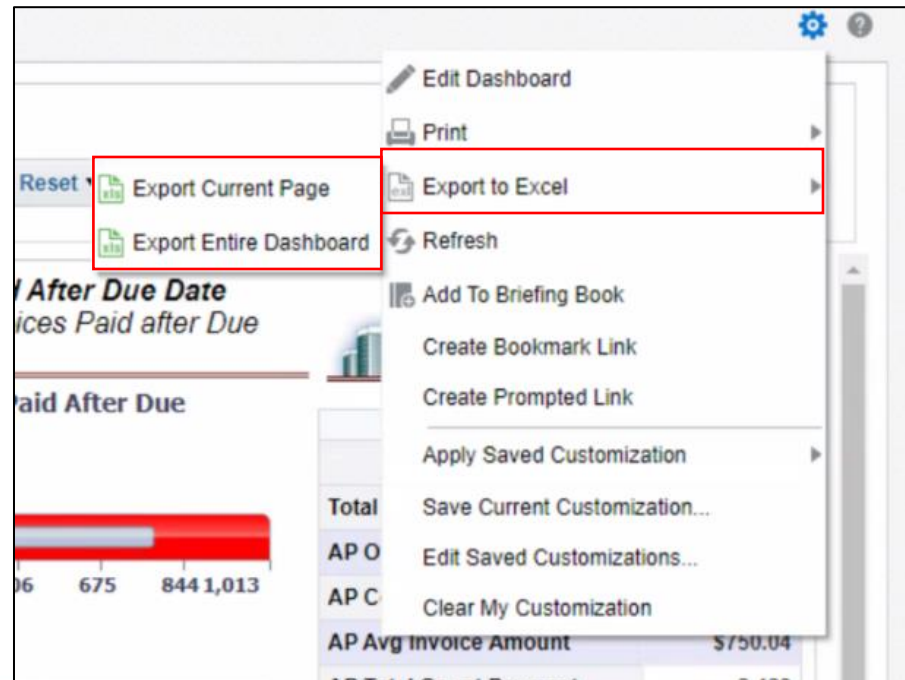 Edit Dashboard
Print
Reset
Export Current Page
Export to Excel
Export Entire Dashboard
Refresh
After Due Date
Add To Briefing Book
ices Paid after Due
Create Bookmark Link
aid After Due
Create Prompted Link
Apply Saved Customization
Total
Save Current Customization...
AP O
Edit Saved Customizations...
06 675 844 1,013
AP C
Clear My Customization
AP Avg Invoice Amount $750.04